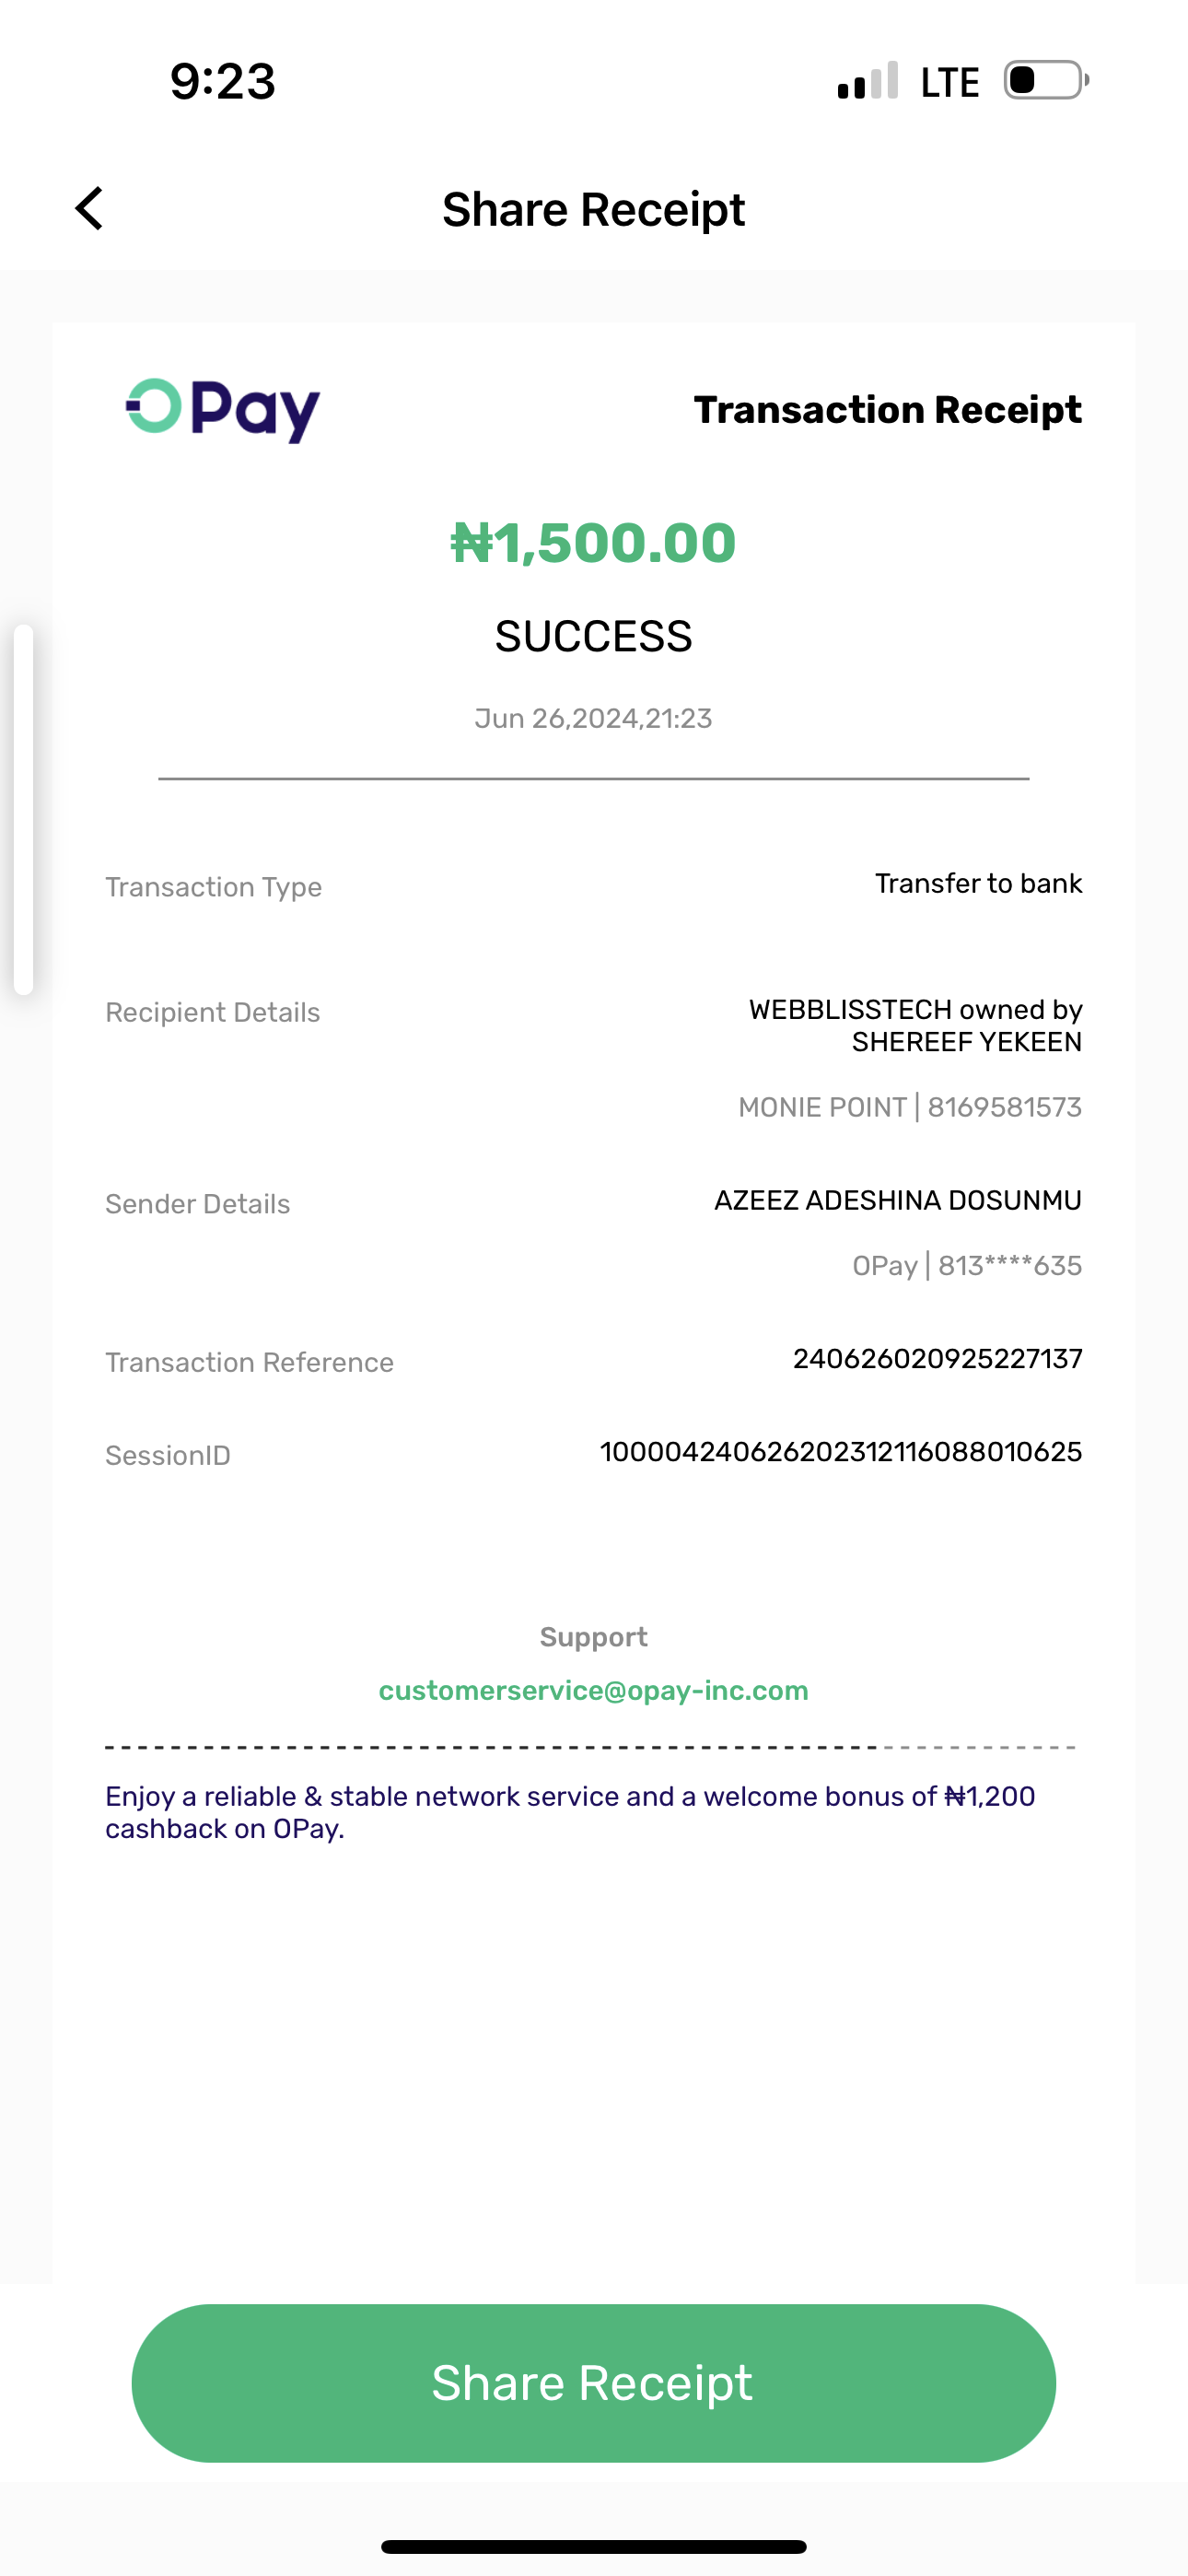 9:23 LTE
Share Receipt
OPay Transaction Receipt
₦1,500.00
SUCCESS
Jun 26,2024,21:23
Transaction Type Transfer to bank
Recipient Details WEBBLISSTECH owned by
SHEREEF YEKEEN
MONIE POINT | 8169581573
Sender Details AZEEZ ADESHINA DOSUNMU
OPay | 813****635
Transaction Reference 240626020925227137
SessionID 100004240626202312116088010625
Support
customerservice@opay-inc.com
Enjoy a reliable & stable network service and a welcome bonus of ₦1,200
cashback on OPay.
Share Receipt